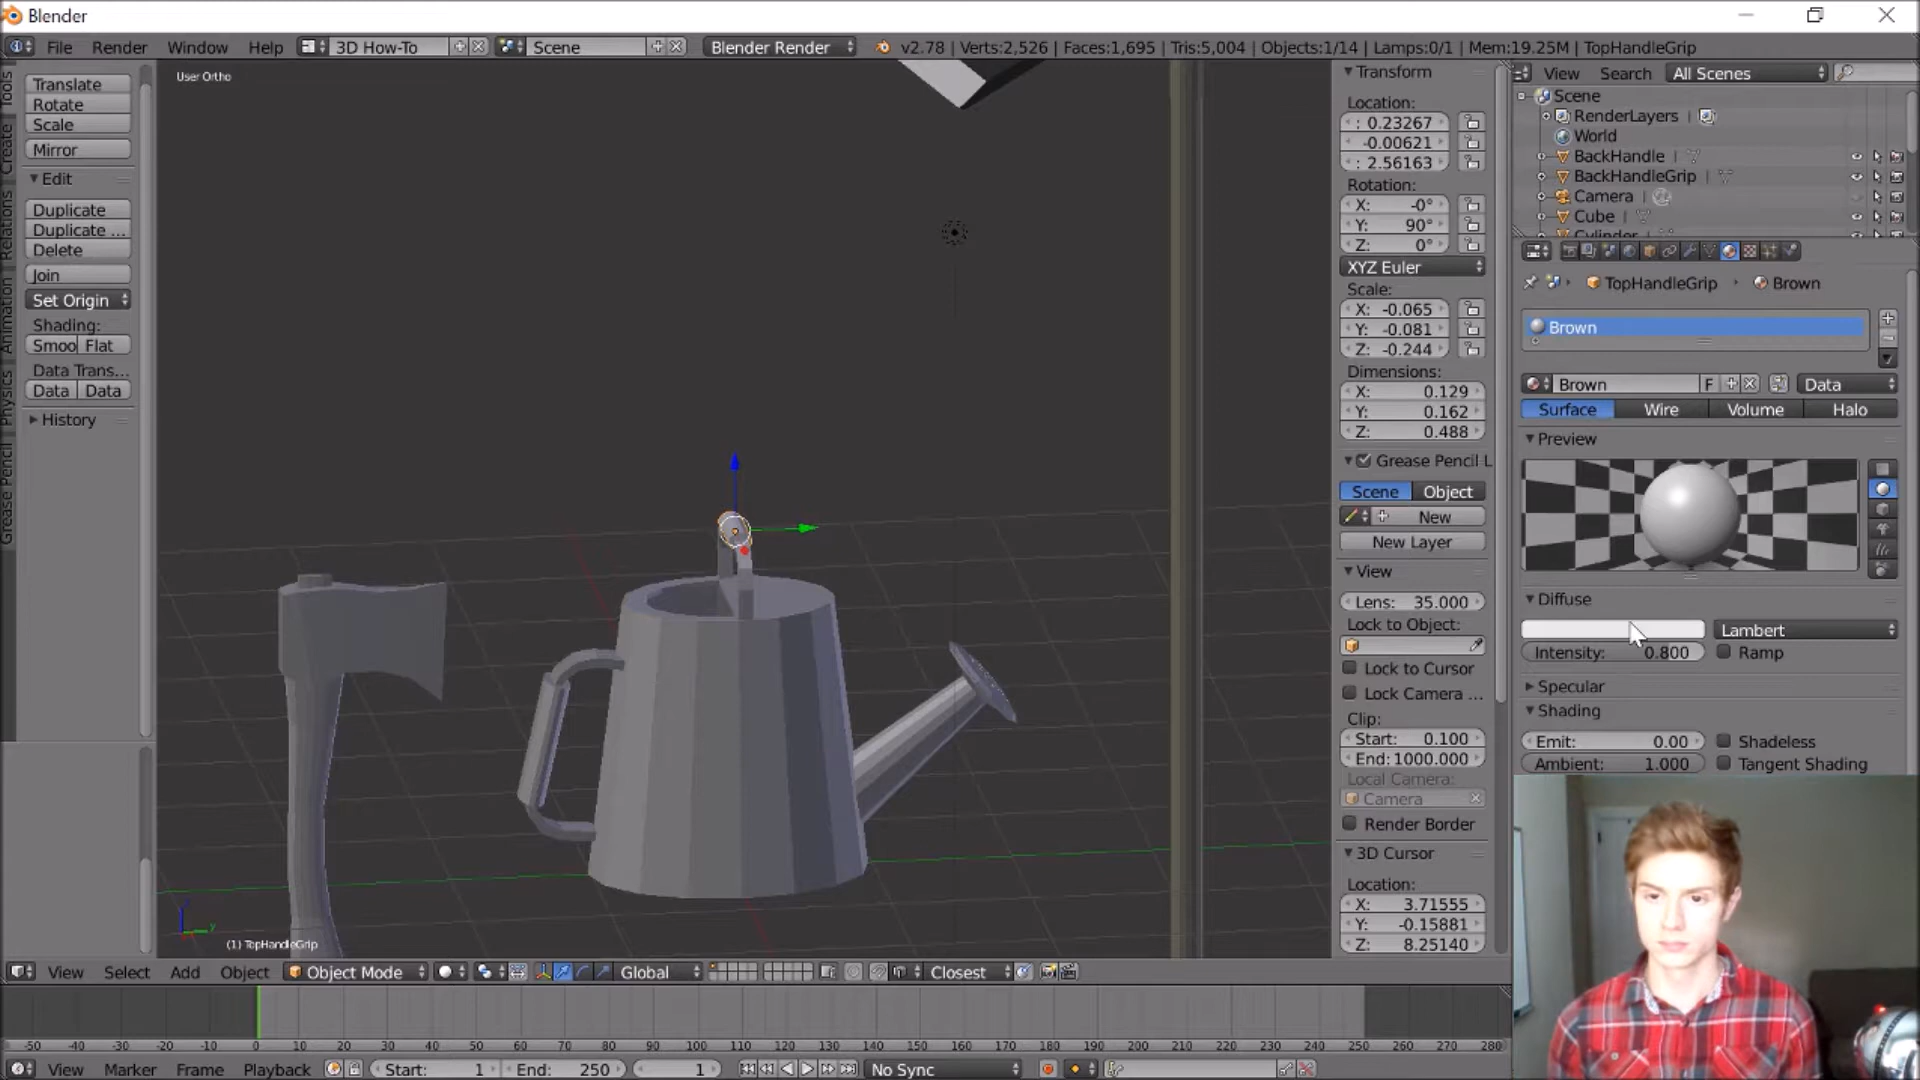 Blender
File Render Window Help 3D How-To Scene Blender Render v2.78 | Verts:2,526 | Faces:1,695 | Tris:5,004 | Objects:1/14 | Lamps:0/1 | Mem:19.25M | TopHandleGrip
Tools
Create
Relations
Animation
Physics
Grease Pencil
Translate
Rotate
Scale
Mirror
Edit
Duplicate
Duplicate ...
Delete
Join
Set Origin
Shading:
Smoo Flat
Data Trans...
Data Data
History
User Ortho
(1) TopHandleGrip
Transform
Location:
: 0.23267
-0.00621
: 2.56163
Rotation:
X: -0°
Y: 90°
Z: 0°
XYZ Euler
Scale:
X: -0.065
Y: -0.081
Z: -0.244
Dimensions:
X: 0.129
Y: 0.162
Z: 0.488
Grease Pencil L
Scene Object
New
New Layer
View
Lens: 35.000
Lock to Object:
Lock to Cursor
Lock Camera ...
Clip:
Start: 0.100
End: 1000.000
Local Camera:
Camera
Render Border
3D Cursor
Location:
X: 3.71555
Y: -0.15881
Z: 8.25140
View Search All Scenes
Scene
RenderLayers |
World
BackHandle |
BackHandleGrip |
Camera |
Cube |
Cylinder
TopHandleGrip Brown
Brown
Brown F Data
Surface Wire Volume Halo
Preview
Diffuse
Lambert
Intensity: 0.800 Ramp
Specular
Shading
Emit: 0.00 Shadeless
Ambient: 1.000 Tangent Shading
View Select Add Object Object Mode Global Closest
-50 -40 -30 -20 -10 0 10 20 30 40 50 60 70 80 90 100 110 120 130 140 150 160 170 180 190 200 210 220 230 240 250 260 270 280
View Marker Frame Playback Start: 1 End: 250 1 No Sync